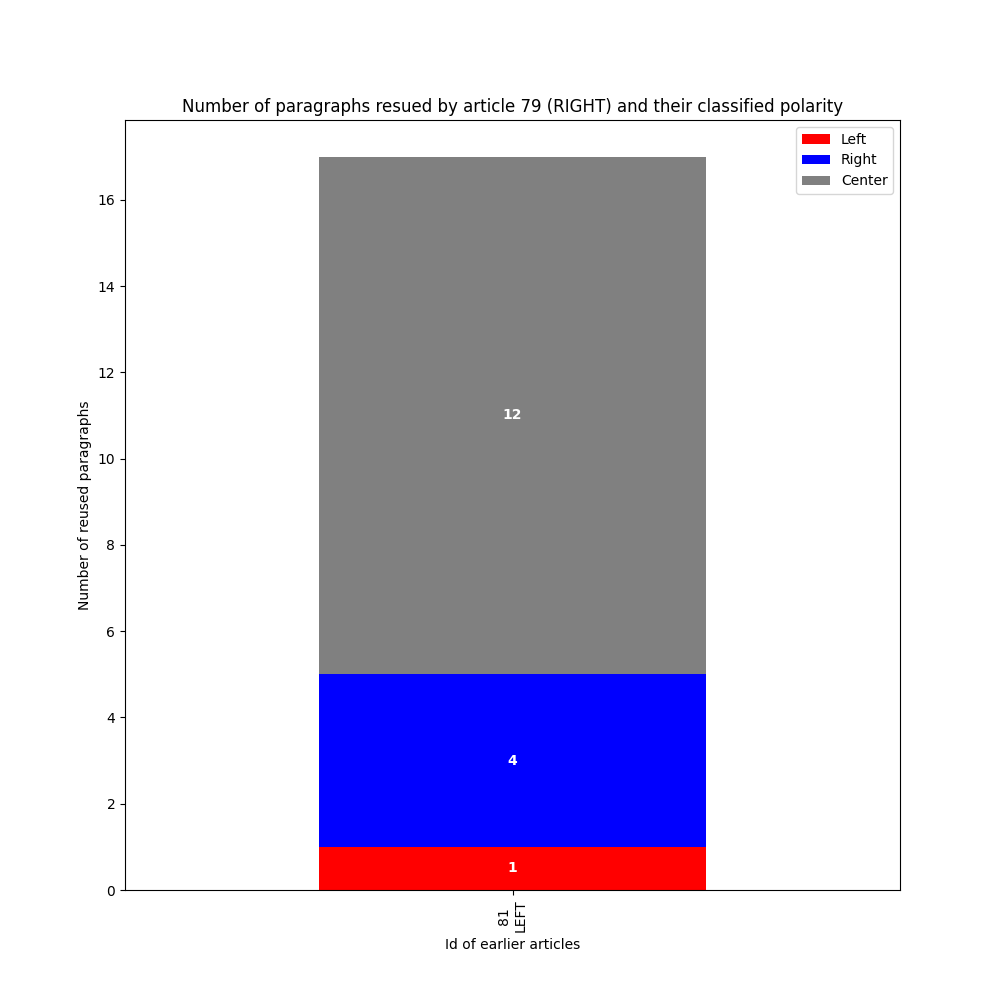 Number of paragraphs resued by article 79 (RIGHT) and their classified polarity
Left
Right
Center
16
14
12
10
8
6
4
2
0
Number of reused paragraphs
12
4
1
81
LEFT
Id of earlier articles